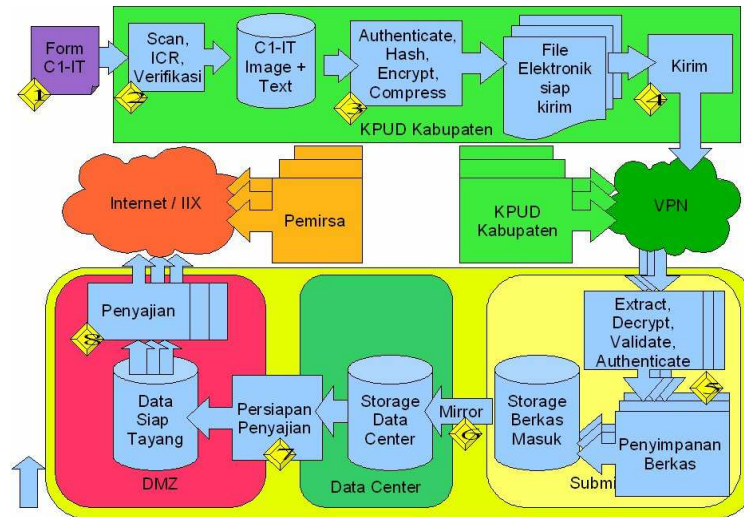 Form
C1-IT
1
Scan,
ICR,
Verifikasi
2
C1-IT
Image +
Text
Authenticate,
Hash,
Encrypt,
Compress
3
File
Elektronik
siap
kirim
Kirim
4
KPUD Kabupaten
Internet / IIX
Pemirsa
KPUD
Kabupaten
VPN
Penyajian
8
Extract,
Decrypt,
Validate,
Authenticate
5
Data
Siap
Tayang
Persiapan
Penyajian
7
Storage
Data
Center
Mirror
6
Storage
Berkas
Masuk
Penyimpanan
Berkas
DMZ
Data Center